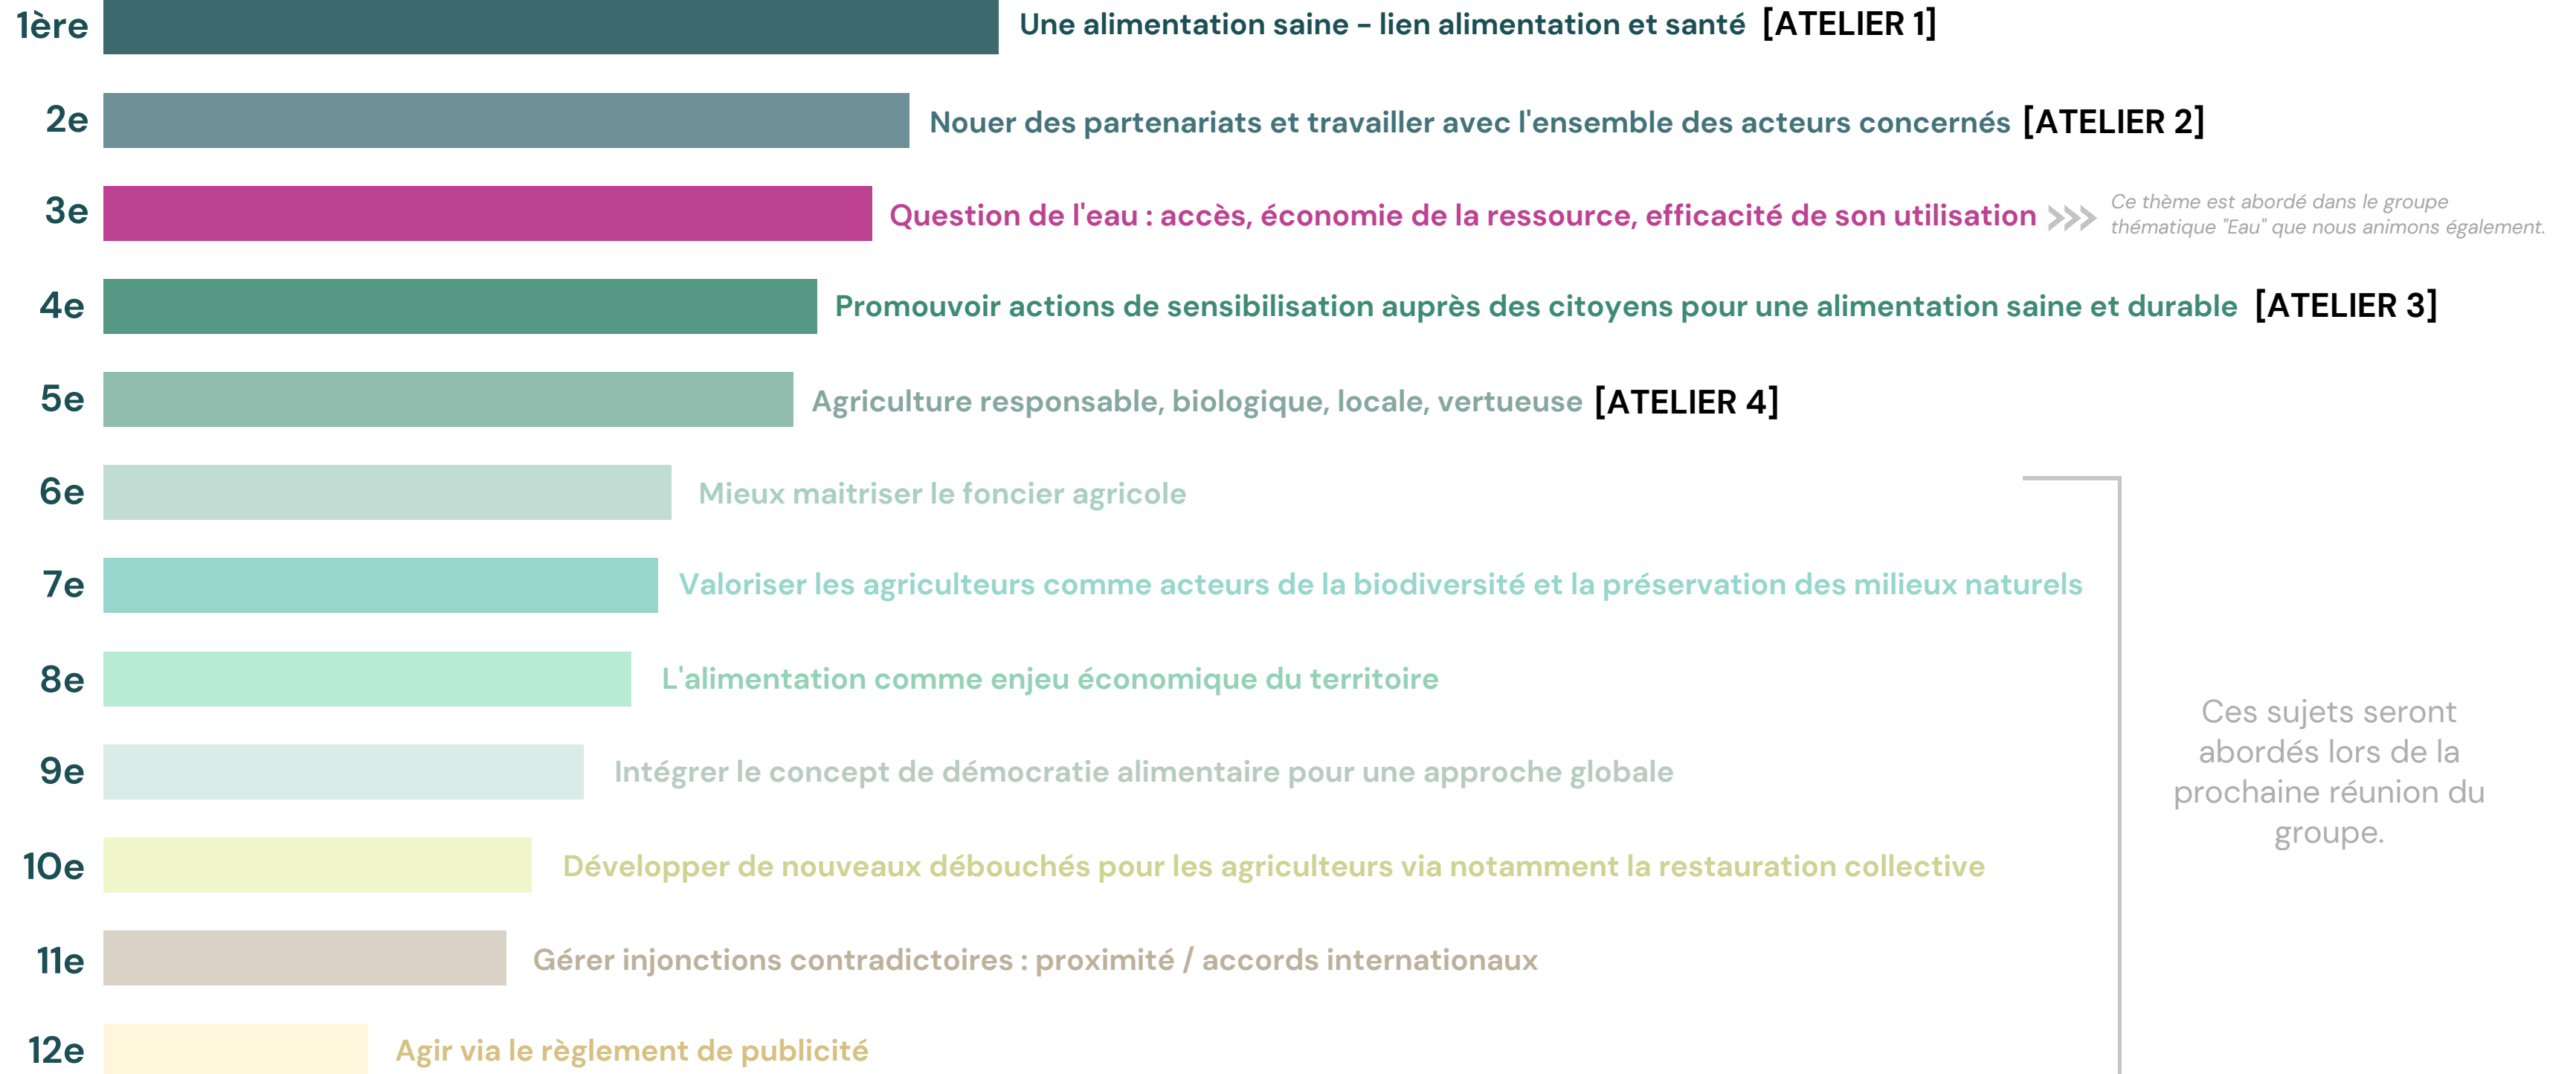 1ère Une alimentation saine - lien alimentation et santé [ATELIER 1]
2e Nouer des partenariats et travailler avec l'ensemble des acteurs concernés [ATELIER 2]
3e Question de l'eau : accès, économie de la ressource, efficacité de son utilisation
Ce thème est abordé dans le groupe
thématique "Eau" que nous animons également.
4e Promouvoir actions de sensibilisation auprès des citoyens pour une alimentation saine et durable [ATELIER 3]
5e Agriculture responsable, biologique, locale, vertueuse [ATELIER 4]
6e Mieux maitriser le foncier agricole
7e Valoriser les agriculteurs comme acteurs de la biodiversité et la préservation des milieux naturels
8e L'alimentation comme enjeu économique du territoire
9e Intégrer le concept de démocratie alimentaire pour une approche globale
10e Développer de nouveaux débouchés pour les agriculteurs via notamment la restauration collective
11e Gérer injonctions contradictoires : proximité / accords internationaux
12e Agir via le règlement de publicité
Ces sujets seront
abordés lors de la
prochaine réunion du
groupe.